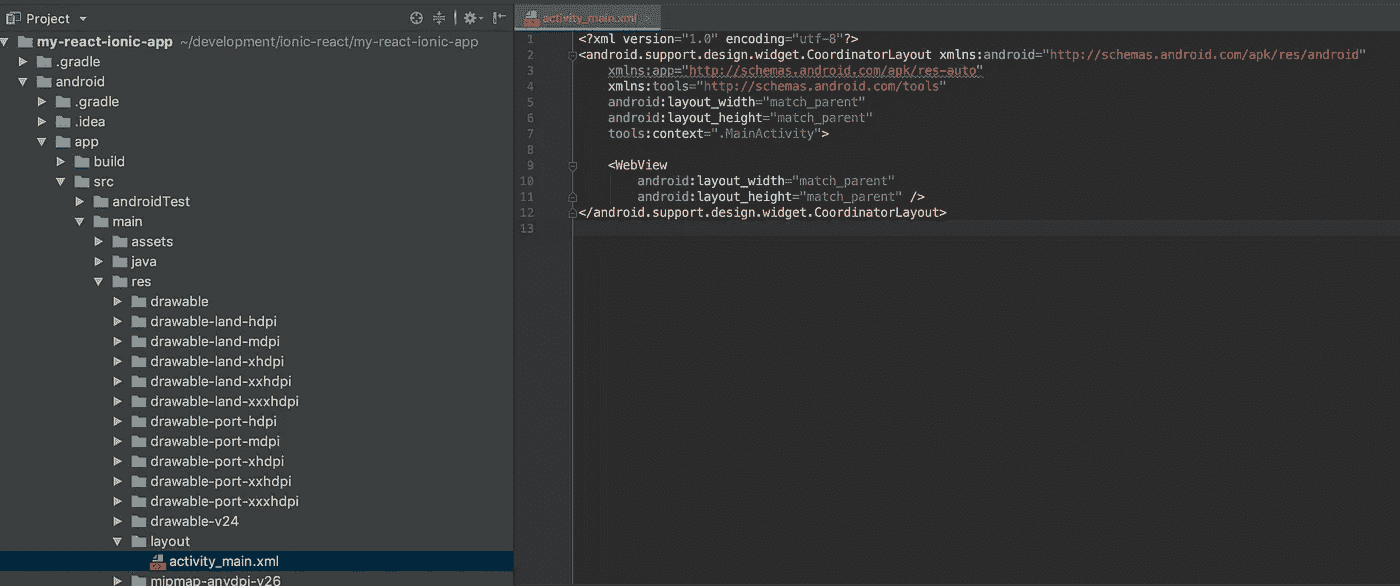 Project
my-react-ionic-app ~/development/ionic-react/my-react-ionic-app
.gradle
android
.gradle
.idea
app
build
src
androidTest
main
assets
java
res
drawable
drawable-land-hdpi
drawable-land-mdpi
drawable-land-xhdpi
drawable-land-xxhdpi
drawable-land-xxxhdpi
drawable-port-hdpi
drawable-port-mdpi
drawable-port-xhdpi
drawable-port-xxhdpi
drawable-port-xxxhdpi
drawable-v24
layout
activity_main.xml
mipmap-anydpi-v26
activity_main.xml
1 <?xml version="1.0" encoding="utf-8"?>
2 <android.support.design.widget.CoordinatorLayout xmlns:android="http://schemas.android.com/apk/res/android"
3 xmlns:app="http://schemas.android.com/apk/res-auto"
4 xmlns:tools="http://schemas.android.com/tools"
5 android:layout_width="match_parent"
6 android:layout_height="match_parent"
7 tools:context=".MainActivity">
8
9 <WebView
10 android:layout_width="match_parent"
11 android:layout_height="match_parent" />
12 </android.support.design.widget.CoordinatorLayout>
13